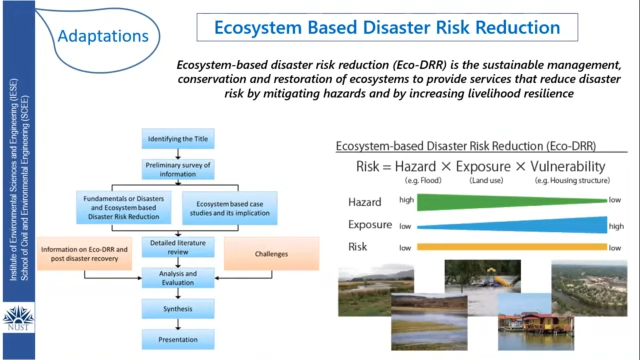 Adaptations
Ecosystem Based Disaster Risk Reduction
Ecosystem-based disaster risk reduction (Eco-DRR) is the sustainable management,
conservation and restoration of ecosystems to provide services that reduce disaster
risk by mitigating hazards and by increasing livelihood resilience
Institute of Environmental Sciences and Engineering (IESE)
School of Civil and Environmental Engineering (SCEE)
NUST
Identifying the Title
Preliminary survey of
information
Fundamentals or Disasters
and Ecosystem based
Disaster Risk Reduction
Ecosystem based case
studies and its implication
Information on Eco-DRR and
post disaster recovery
Detailed literature
review
Challenges
Analysis and
Evaluation
Synthesis
Presentation
Ecosystem-based Disaster Risk Reduction (Eco-DRR)
Risk = Hazard × Exposure × Vulnerability
(e.g. Flood) (Land use) (e.g. Housing structure)
Hazard high low
Exposure low high
Risk low low